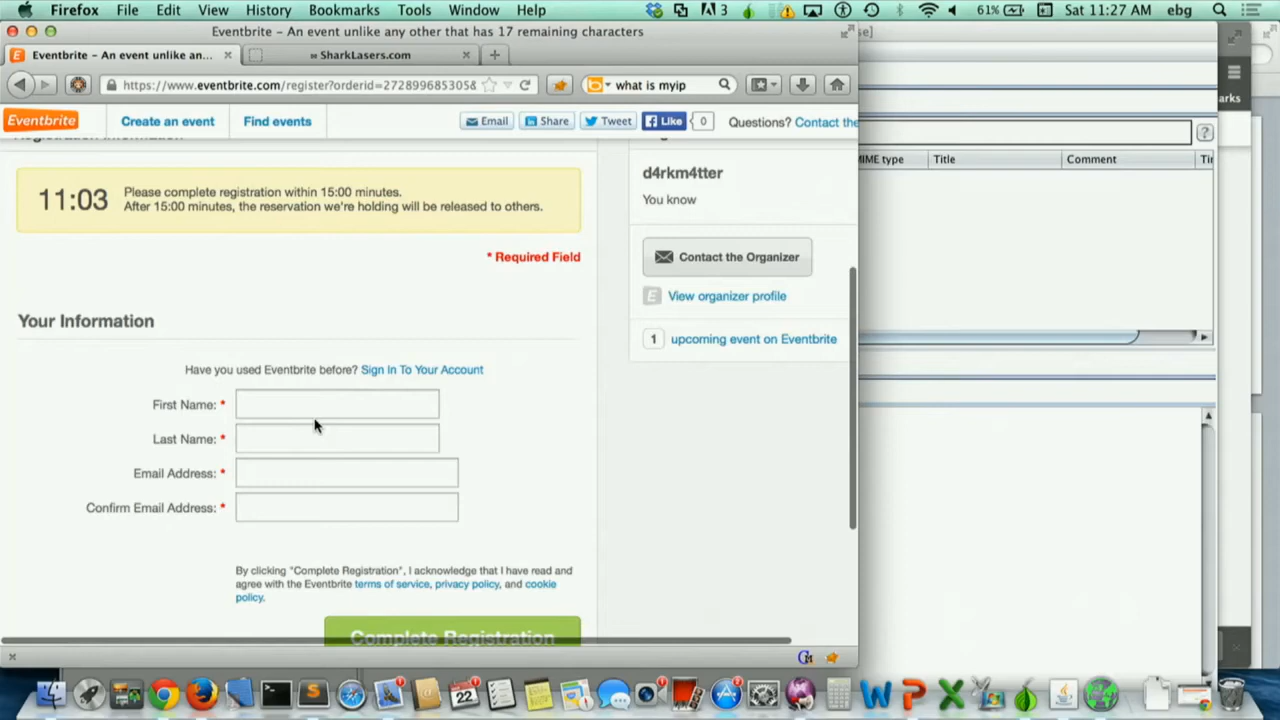 Firefox File Edit View History Bookmarks Tools Window Help
3 61% Sat 11:27 AM ebg
Eventbrite – An event unlike any other that has 17 remaining characters
Eventbrite – An event unlike an...
SharkLasers.com
https://www.eventbrite.com/register?orderid=27289968530​5&
what is myip
Eventbrite
Create an event
Find events
Email
Share
Tweet
Like
0
Questions? Contact the
arks
MIME type
Title
Comment
?
11:03
Please complete registration within 15:00 minutes.
After 15:00 minutes, the reservation we're holding will be released to others.
* Required Field
d4rkm4tter
You know
Contact the Organizer
View organizer profile
1 upcoming event on Eventbrite
Your Information
Have you used Eventbrite before? Sign In To Your Account
First Name: *
Last Name: *
Email Address: *
Confirm Email Address: *
By clicking "Complete Registration", I acknowledge that I have read and
agree with the Eventbrite terms of service, privacy policy, and cookie
policy.
Complete Registration
22